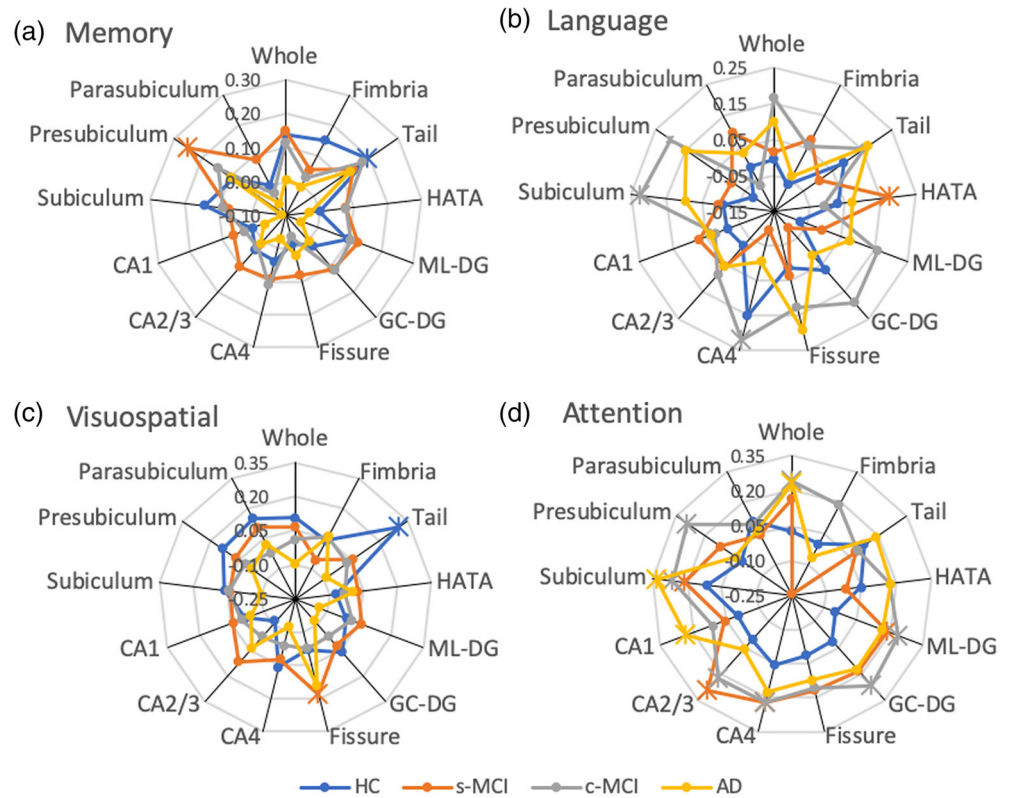 (a) Memory
Whole
0.30
0.20
0.10
0.00
-0.10
Fimbria
Tail
HATA
ML-DG
GC-DG
Fissure
CA4
CA2/3
CA1
Subiculum
Presubiculum
Parasubiculum
(b) Language
Whole
0.25
0.15
0.05
-0.05
-0.15
Fimbria
Tail
HATA
ML-DG
GC-DG
Fissure
CA4
CA2/3
CA1
Subiculum
Presubiculum
Parasubiculum
(c) Visuospatial
Whole
0.35
0.20
0.05
-0.10
-0.25
Fimbria
Tail
HATA
ML-DG
GC-DG
Fissure
CA4
CA2/3
CA1
Subiculum
Presubiculum
Parasubiculum
(d) Attention
Whole
0.35
0.20
0.05
-0.10
-0.25
Fimbria
Tail
HATA
ML-DG
GC-DG
Fissure
CA4
CA2/3
CA1
Subiculum
Presubiculum
Parasubiculum
HC s-MCI c-MCI AD